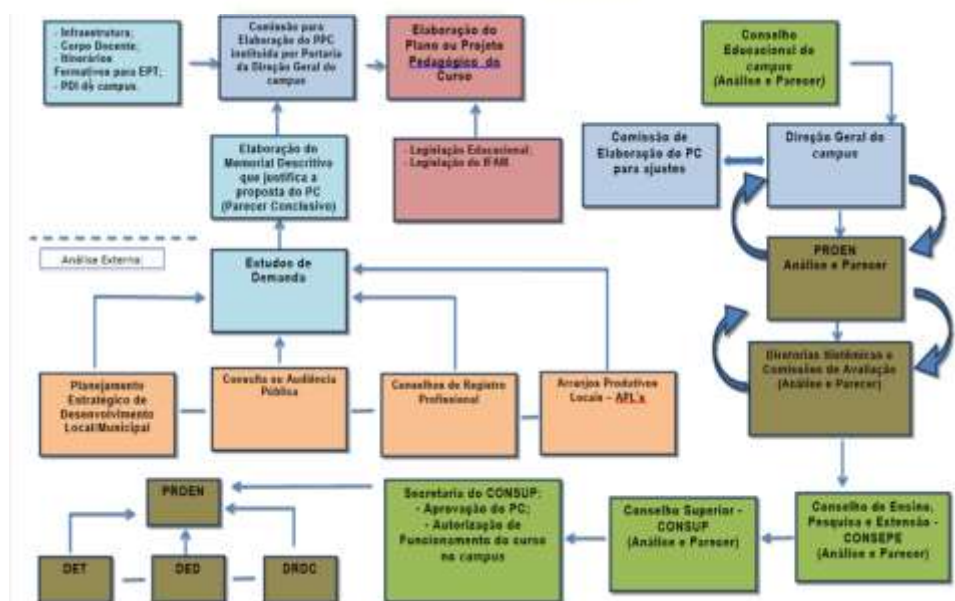 - Infraestrutura;
- Corpo Docente;
- Itinerários
Formativos para EPT;
- PDI do campus.
Comissão para
Elaboração do PPC
instituída por Portaria
da Direção Geral do
campus
Elaboração do
Plano ou Projeto
Pedagógico do
Curso
Conselho
Educacional do
campus
(Análise e Parecer)
Elaboração do
Memorial Descritivo
que justifica a
proposta do PC
(Parecer Conclusivo)
- Legislação Educacional;
- Legislação do IFAM
Comissão de
Elaboração do PC
para ajustes
Direção Geral do
campus
Análise Externa:
Estudos de
Demanda
PROEN
Análise e Parecer
Diretorias Sistêmicas e
Comissões de Avaliação
(Análise e Parecer)
Planejamento
Estratégico de
Desenvolvimento
Local/Municipal
Consulta ou Audiência
Pública
Conselhos de Registro
Profissional
Arranjos Produtivos
Locais – APL's
PROEN
DET
DED
DRDC
Secretaria do CONSUP:
- Aprovação do PC;
- Autorização de
Funcionamento do curso
no campus
Conselho Superior -
CONSUP
(Análise e Parecer)
Conselho de Ensino,
Pesquisa e Extensão -
CONSEPE
(Análise e Parecer)